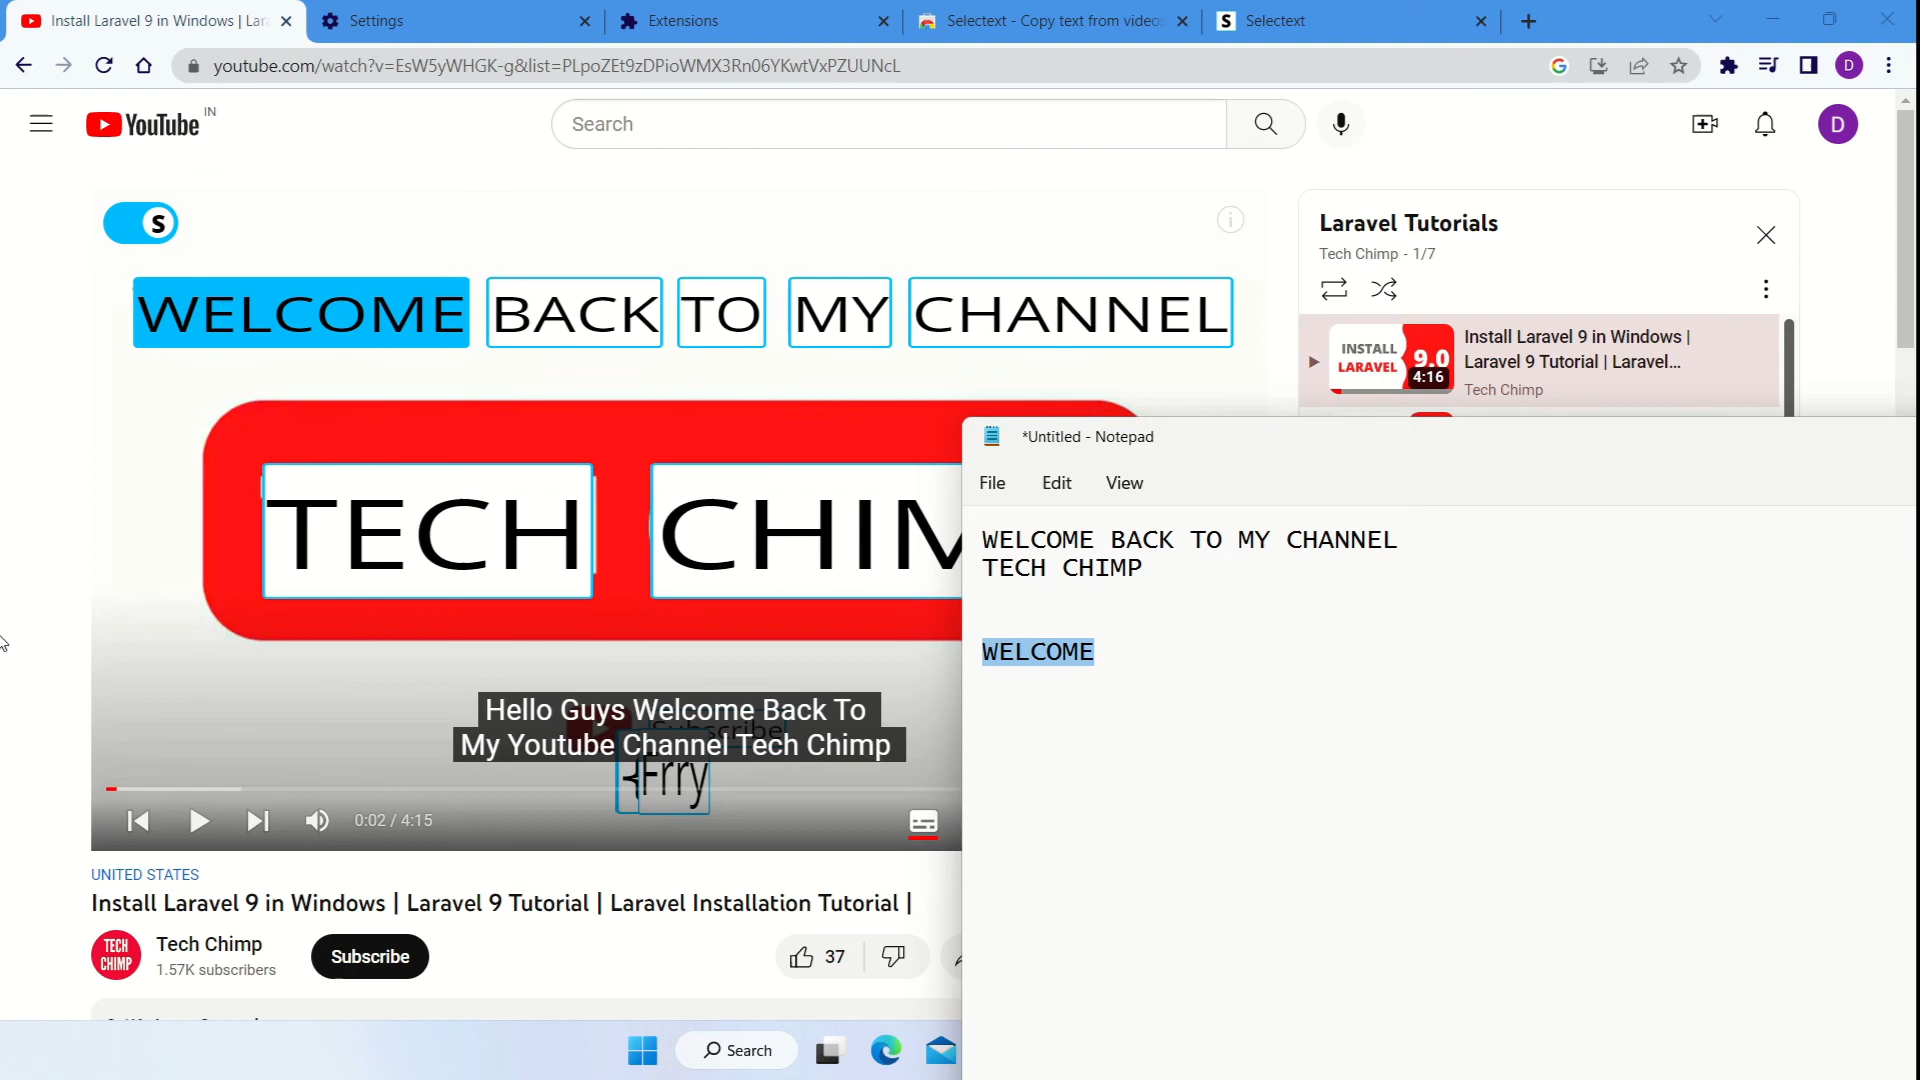 Install Laravel 9 in Windows | Lara
Settings
Extensions
Selectext - Copy text from videos
S Selectext
youtube.com/watch?v=EsW5yWHGK-g&list=PLpoZEt9zDPioWMX3Rn06YKwtVxPZUUNcL
D
YouTube IN
Search
D
S
WELCOME BACK TO MY CHANNEL
TECH CHIM
Hello Guys Welcome Back To
Subscribe
My Youtube Channel Tech Chimp
{Frry
0:02 / 4:15
Laravel Tutorials
Tech Chimp - 1/7
INSTALL
LARAVEL
9.0
4:16
Install Laravel 9 in Windows |
Laravel 9 Tutorial | Laravel...
Tech Chimp
*Untitled - Notepad
File Edit View
WELCOME BACK TO MY CHANNEL
TECH CHIMP
WELCOME
UNITED STATES
Install Laravel 9 in Windows | Laravel 9 Tutorial | Laravel Installation Tutorial |
TECH
CHIMP
Tech Chimp
1.57K subscribers
Subscribe
37
Search